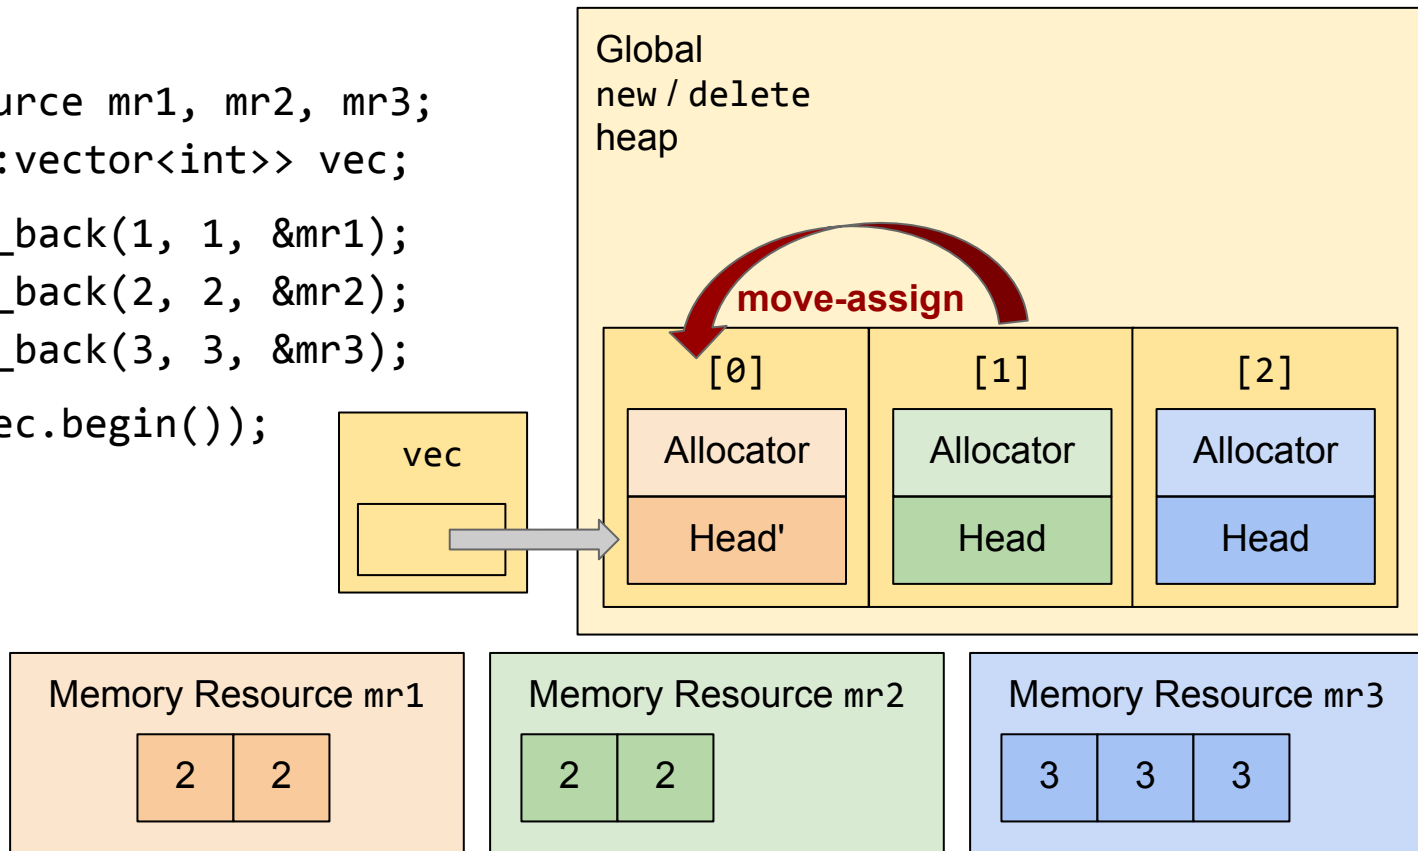 urce mr1, mr2, mr3;
:vector<int>> vec;
_back(1, 1, &mr1);
_back(2, 2, &mr2);
_back(3, 3, &mr3);
ec.begin());
Global
new / delete
heap
move-assign
[0] [1] [2]
vec
Allocator Allocator Allocator
Head' Head Head
Memory Resource mr1 Memory Resource mr2 Memory Resource mr3
2 2 2 2 3 3 3